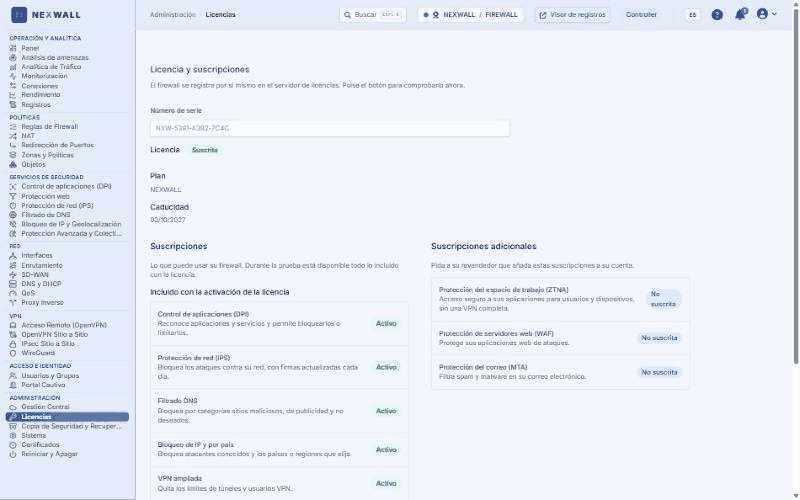 NEXWALL
Administración
Licencias
Buscar
Ctrl K
NEXWALL / FIREWALL
Visor de registros
Controller
ES
OPERACIÓN Y ANALÍTICA
Panel
Análisis de amenazas
Analítica de Tráfico
Monitorización
Conexiones
Rendimiento
Registros
POLÍTICAS
Reglas de Firewall
NAT
Redirección de Puertos
Zonas y Políticas
Objetos
SERVICIOS DE SEGURIDAD
Control de aplicaciones (DPI)
Protección web
Protección de red (IPS)
Filtrado de DNS
Bloqueo de IP y Geolocalización
Protección Avanzada y Colecti...
RED
Interfaces
Enrutamiento
SD-WAN
DNS y DHCP
QoS
Proxy Inverso
VPN
Acceso Remoto (OpenVPN)
OpenVPN Sitio a Sitio
IPsec Sitio a Sitio
WireGuard
ACCESO E IDENTIDAD
Usuarios y Grupos
Portal Cautivo
ADMINISTRACIÓN
Gestión Central
Licencias
Copia de Seguridad y Recuper...
Sistema
Certificados
Reiniciar y Apagar
Licencia y suscripciones
El firewall se registra por sí mismo en el servidor de licencias. Pulse el botón para comprobarlo ahora.
Número de serie
NXW-5391-A3B2-7C4C
Licencia
Suscrita
Plan
NEXWALL
Caducidad
03/10/2027
Suscripciones
Lo que puede usar su firewall. Durante la prueba está disponible todo lo incluido
con la licencia.
Incluido con la activación de la licencia
Control de aplicaciones (DPI)
Reconoce aplicaciones y servicios y permite bloquearlos o
limitarlos.
Activo
Protección de red (IPS)
Bloquea los ataques contra su red, con firmas actualizadas cada
día.
Activo
Filtrado DNS
Bloquea por categorías sitios maliciosos, de publicidad y no
deseados.
Activo
Bloqueo de IP y por país
Bloquea atacantes conocidos y los países o regiones que elija.
Activo
VPN ampliada
Quita los límites de túneles y usuarios VPN.
Activo
Suscripciones adicionales
Pida a su revendedor que añada estas suscripciones a su cuenta.
Protección del espacio de trabajo (ZTNA)
Acceso seguro a sus aplicaciones para usuarios y dispositivos,
sin una VPN completa.
No
suscrita
Protección de servidores web (WAF)
Protege sus aplicaciones web de ataques.
No suscrita
Protección del correo (MTA)
Filtra spam y malware en su correo electrónico.
No suscrita